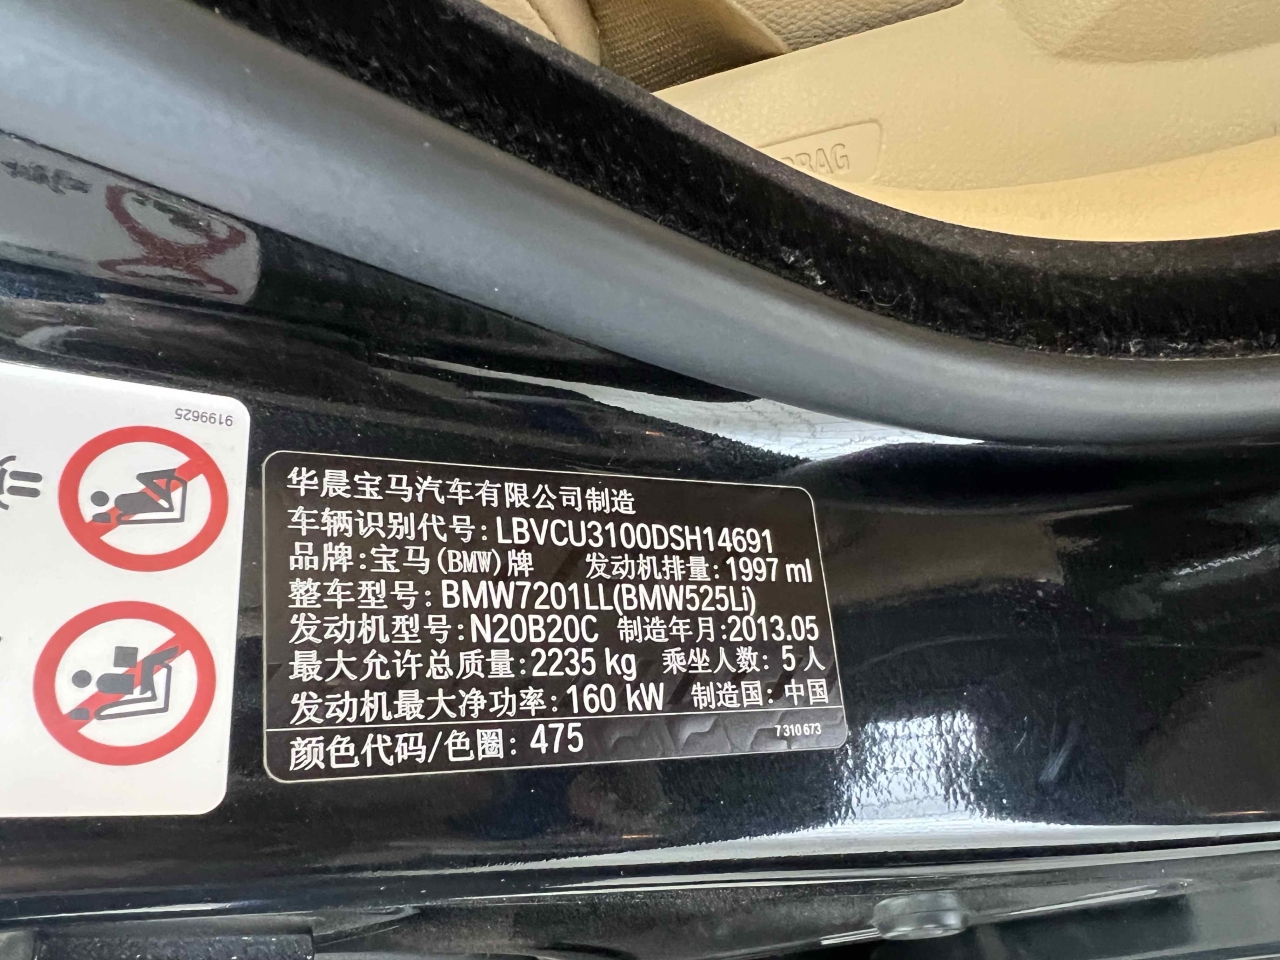 RBAG
9199625
华晨宝马汽车有限公司制造
车辆识别代号:LBVCU3100DSH14691
品牌:宝马(BMW)牌 发动机排量:1997 ml
整车型号:BMW7201LL(BMW525Li)
发动机型号:N20B20C 制造年月:2013.05
最大允许总质量:2235 kg 乘坐人数: 5人
发动机最大净功率: 160 kW 制造国: 中国
颜色代码/色圈: 475 7 310 673